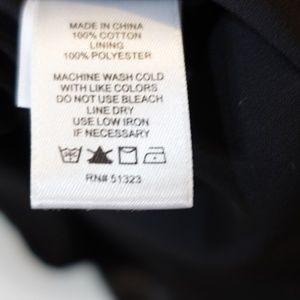 MADE IN CHINA
100% COTTON
LINING
100% POLYESTER
MACHINE WASH COLD
WITH LIKE COLORS
DO NOT USE BLEACH
LINE DRY
USE LOW IRON
IF NECESSARY
RN# 51323